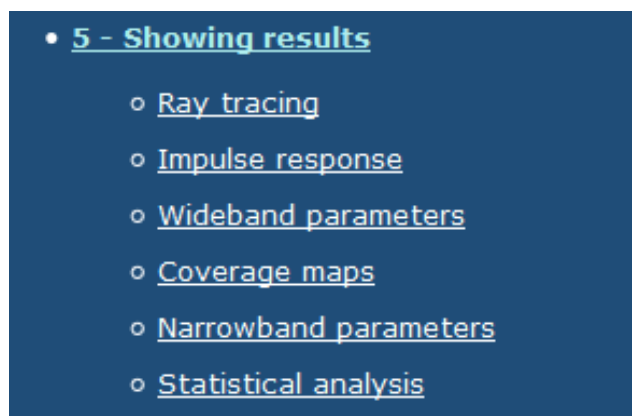 5 - Showing results
Ray tracing
Impulse response
Wideband parameters
Coverage maps
Narrowband parameters
Statistical analysis